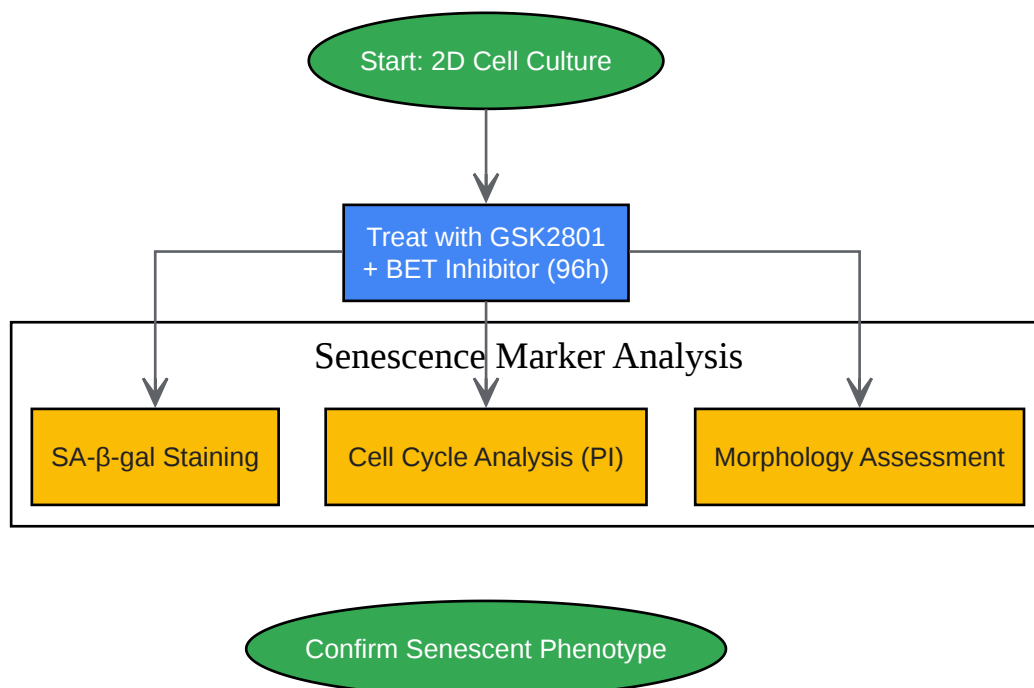 Start: 2D Cell Culture
Treat with GSK2801
+ BET Inhibitor (96h)
Senescence Marker Analysis
SA-β-gal Staining
Cell Cycle Analysis (PI)
Morphology Assessment
Confirm Senescent Phenotype